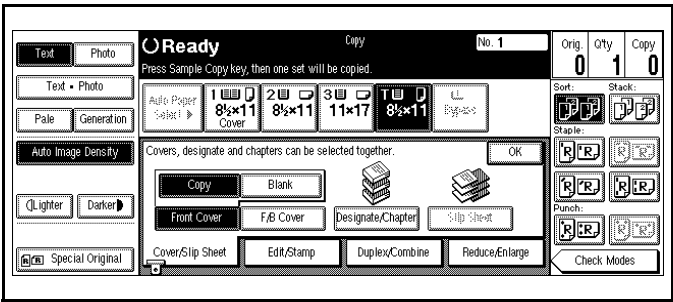 Text Photo
Text • Photo
Pale Generation
Auto Image Density
Lighter Darker
Special Original
Ready Copy No. 1
Press Sample Copy key, then one set will be copied.
Auto Paper
Select
1 8½×11
Cover
2 8½×11
3 11×17
T 8½×11
Bypass
Covers, designate and chapters can be selected together. OK
Copy Blank
Front Cover F/B Cover Designate/Chapter Slip Sheet
Cover/Slip Sheet Edit/Stamp Duplex/Combine Reduce/Enlarge
Orig. Q'ty Copy
0 1 0
Sort: Stack:
Staple:
Punch:
Check Modes